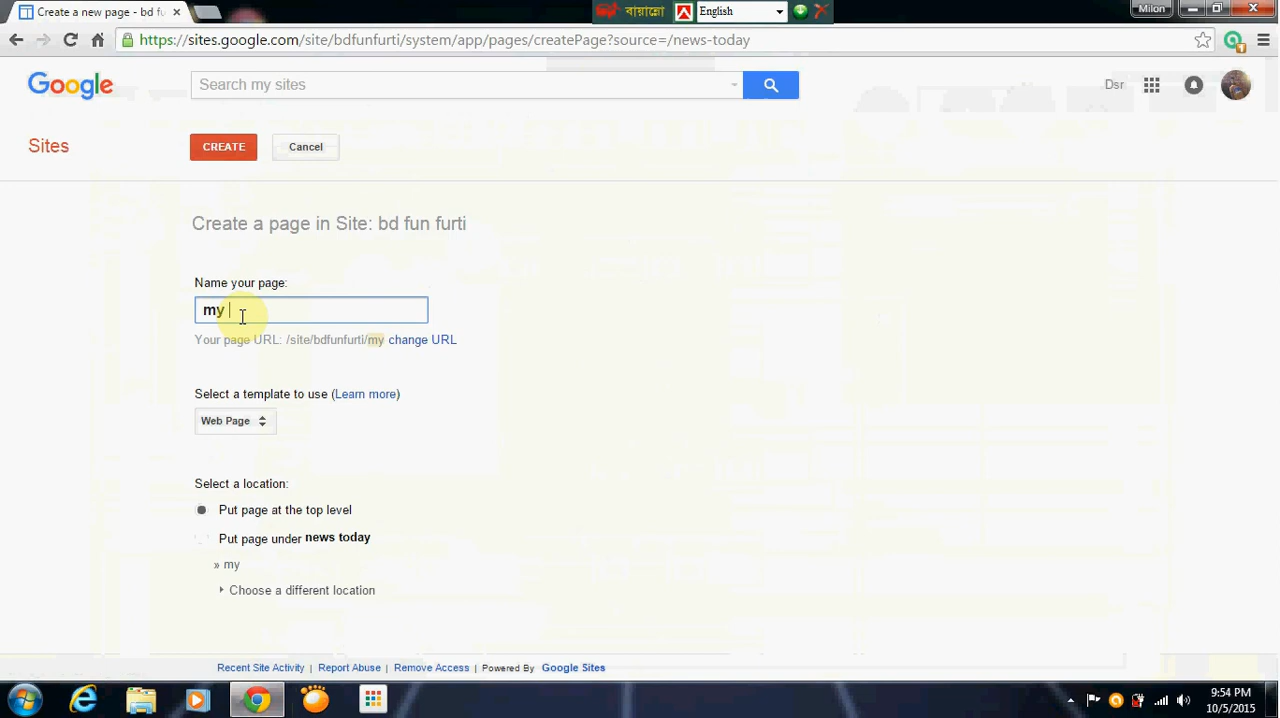 Create a new page - bd f
বায়ান্নো
English
Milon
https://sites.google.com/site/bdfunfurti/system/app/pages/createPage?source=/news-today
Google
Search my sites
Dsr
Sites
CREATE
Cancel
Create a page in Site: bd fun furti
Name your page:
my
Your page URL: /site/bdfunfurti/my change URL
Select a template to use (Learn more)
Web Page
Select a location:
Put page at the top level
Put page under news today
» my
Choose a different location
Recent Site Activity | Report Abuse | Remove Access | Powered By Google Sites
9:54 PM
10/5/2015